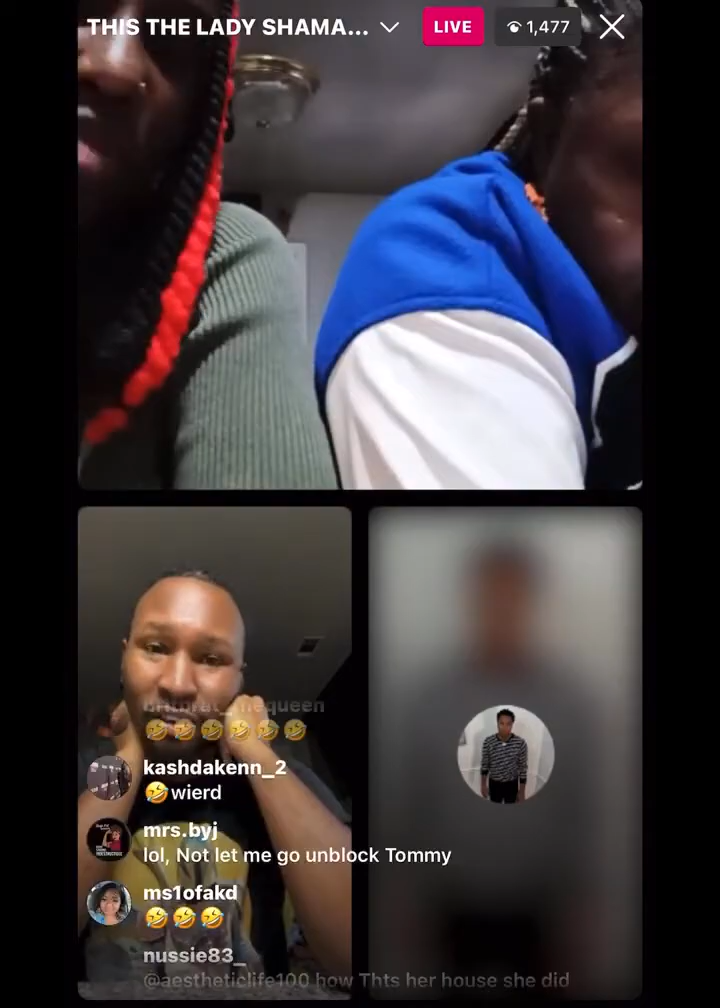 THIS THE LADY SHAMA...
LIVE
1,477
kashdakenn_2
🤣wierd
mrs.byj
lol, Not let me go unblock Tommy
ms1ofakd
🤣🤣🤣
nussie83_
@aestheticlife100 how Thts her house she did